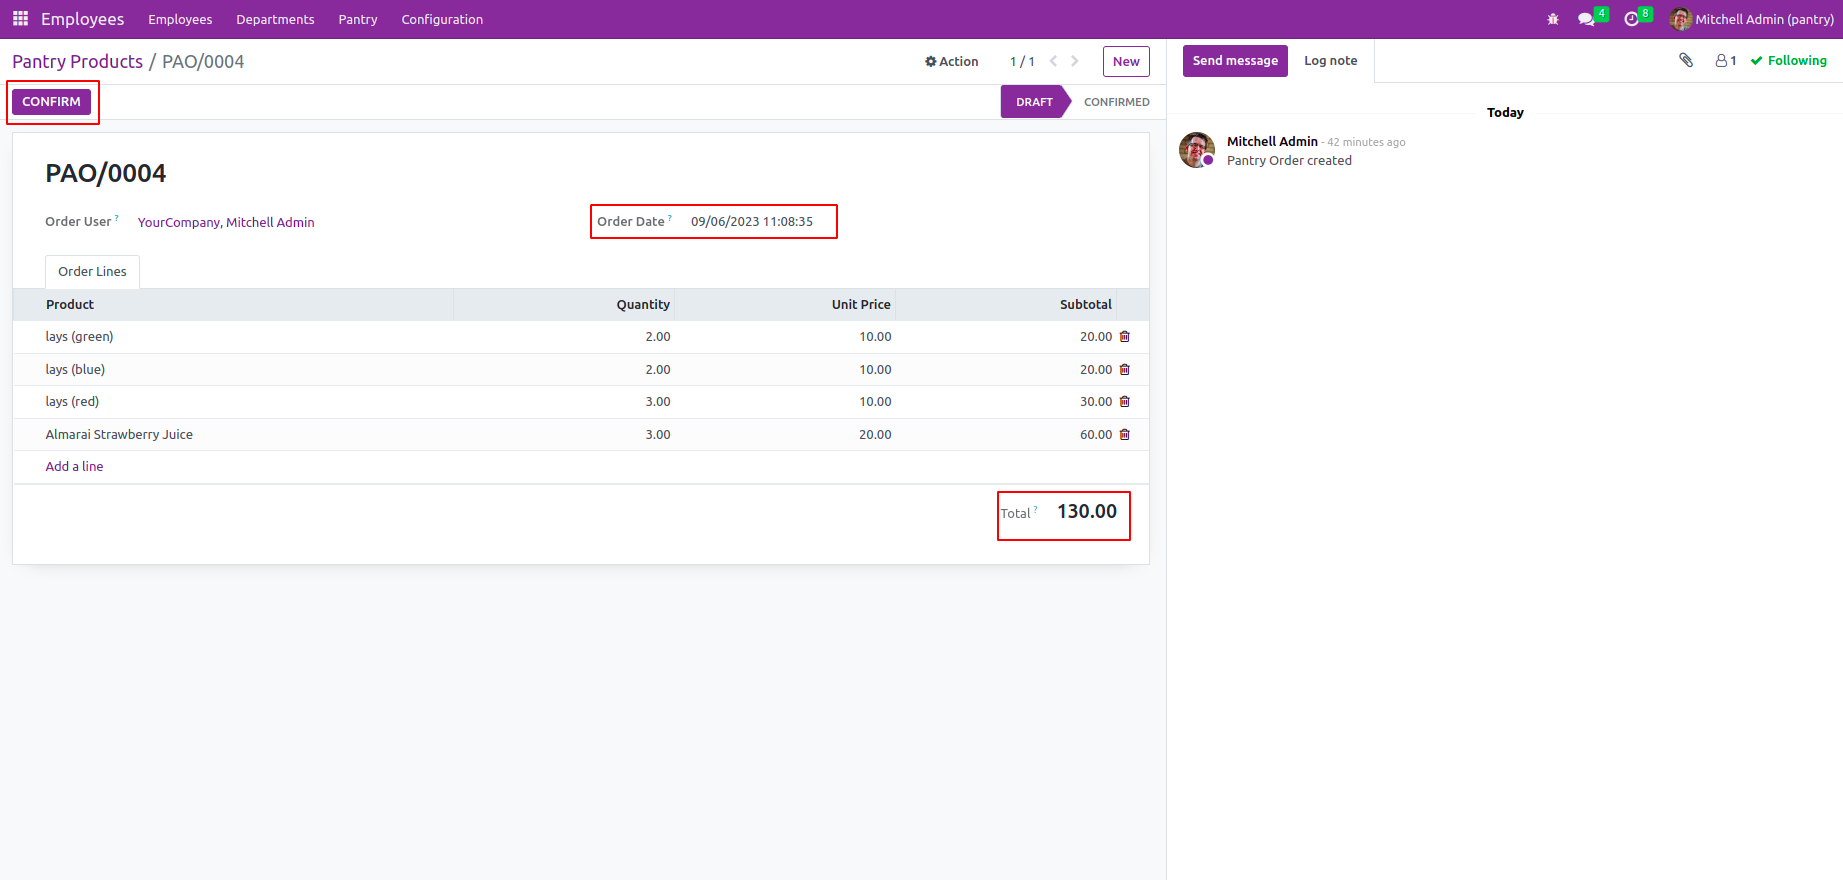 Employees Employees Departments Pantry Configuration 4 8 Mitchell Admin (pantry)
Pantry Products / PAO/0004 Action 1 / 1 New
CONFIRM DRAFT CONFIRMED
PAO/0004
Order User ? YourCompany, Mitchell Admin Order Date ? 09/06/2023 11:08:35
Order Lines
Product Quantity Unit Price Subtotal
lays (green) 2.00 10.00 20.00
lays (blue) 2.00 10.00 20.00
lays (red) 3.00 10.00 30.00
Almarai Strawberry Juice 3.00 20.00 60.00
Add a line
Total ? 130.00
Send message Log note 1 Following
Today
Mitchell Admin - 42 minutes ago
Pantry Order created